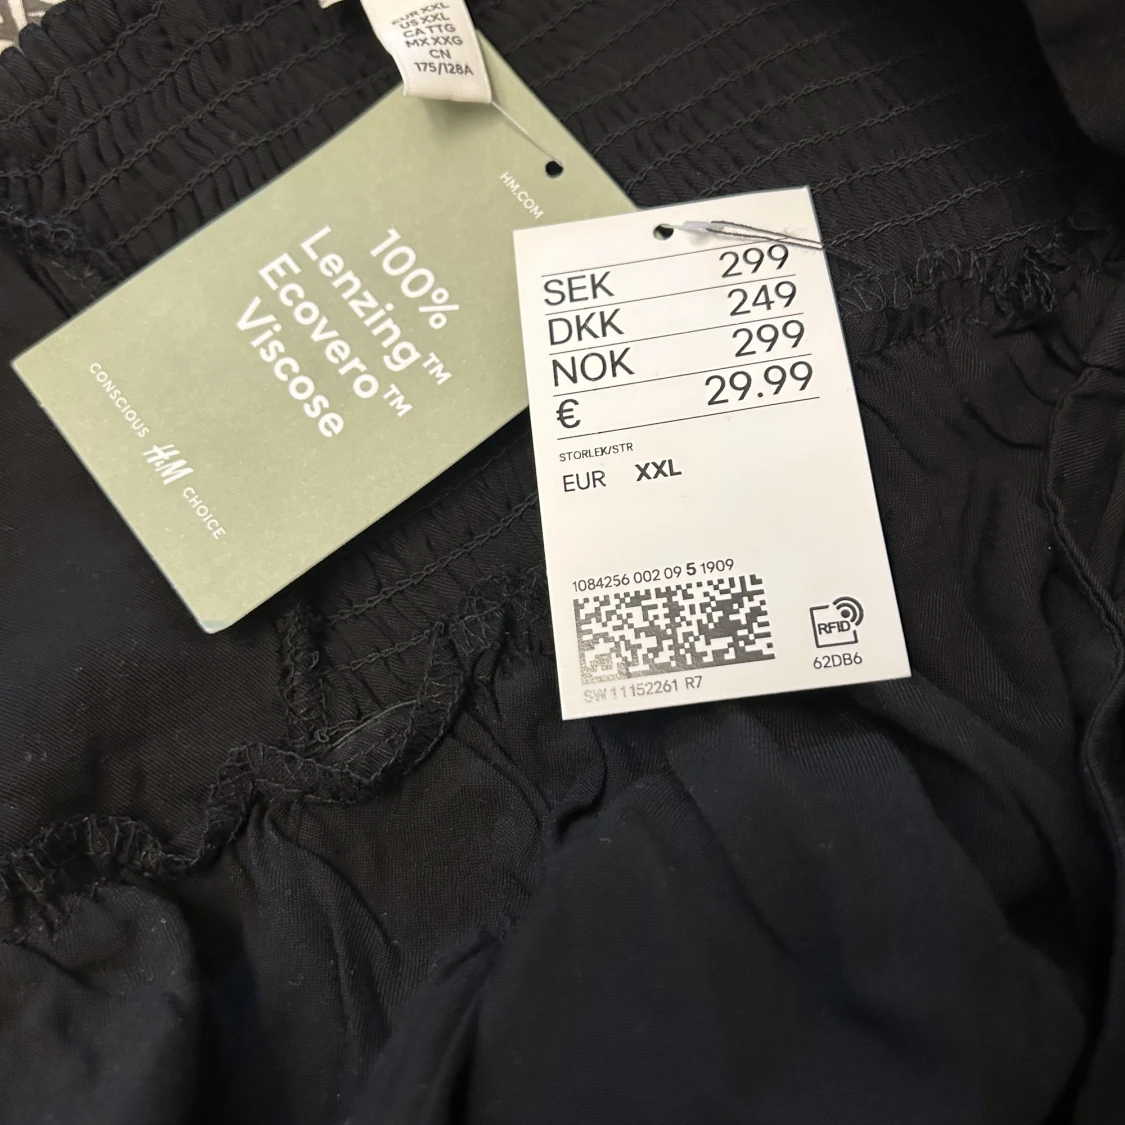 EUR XXL
US XXL
CA TTG
MX XXG
CN
175/128A
HM.COM
100%
Lenzing™
Ecovero™
Viscose
CONSCIOUS H&M CHOICE
SEK 299
DKK 249
NOK 299
€ 29.99
STORLEK/STR
EUR XXL
1084256 002 09 5 1909
RFID
62DB6
SW11152261 R7